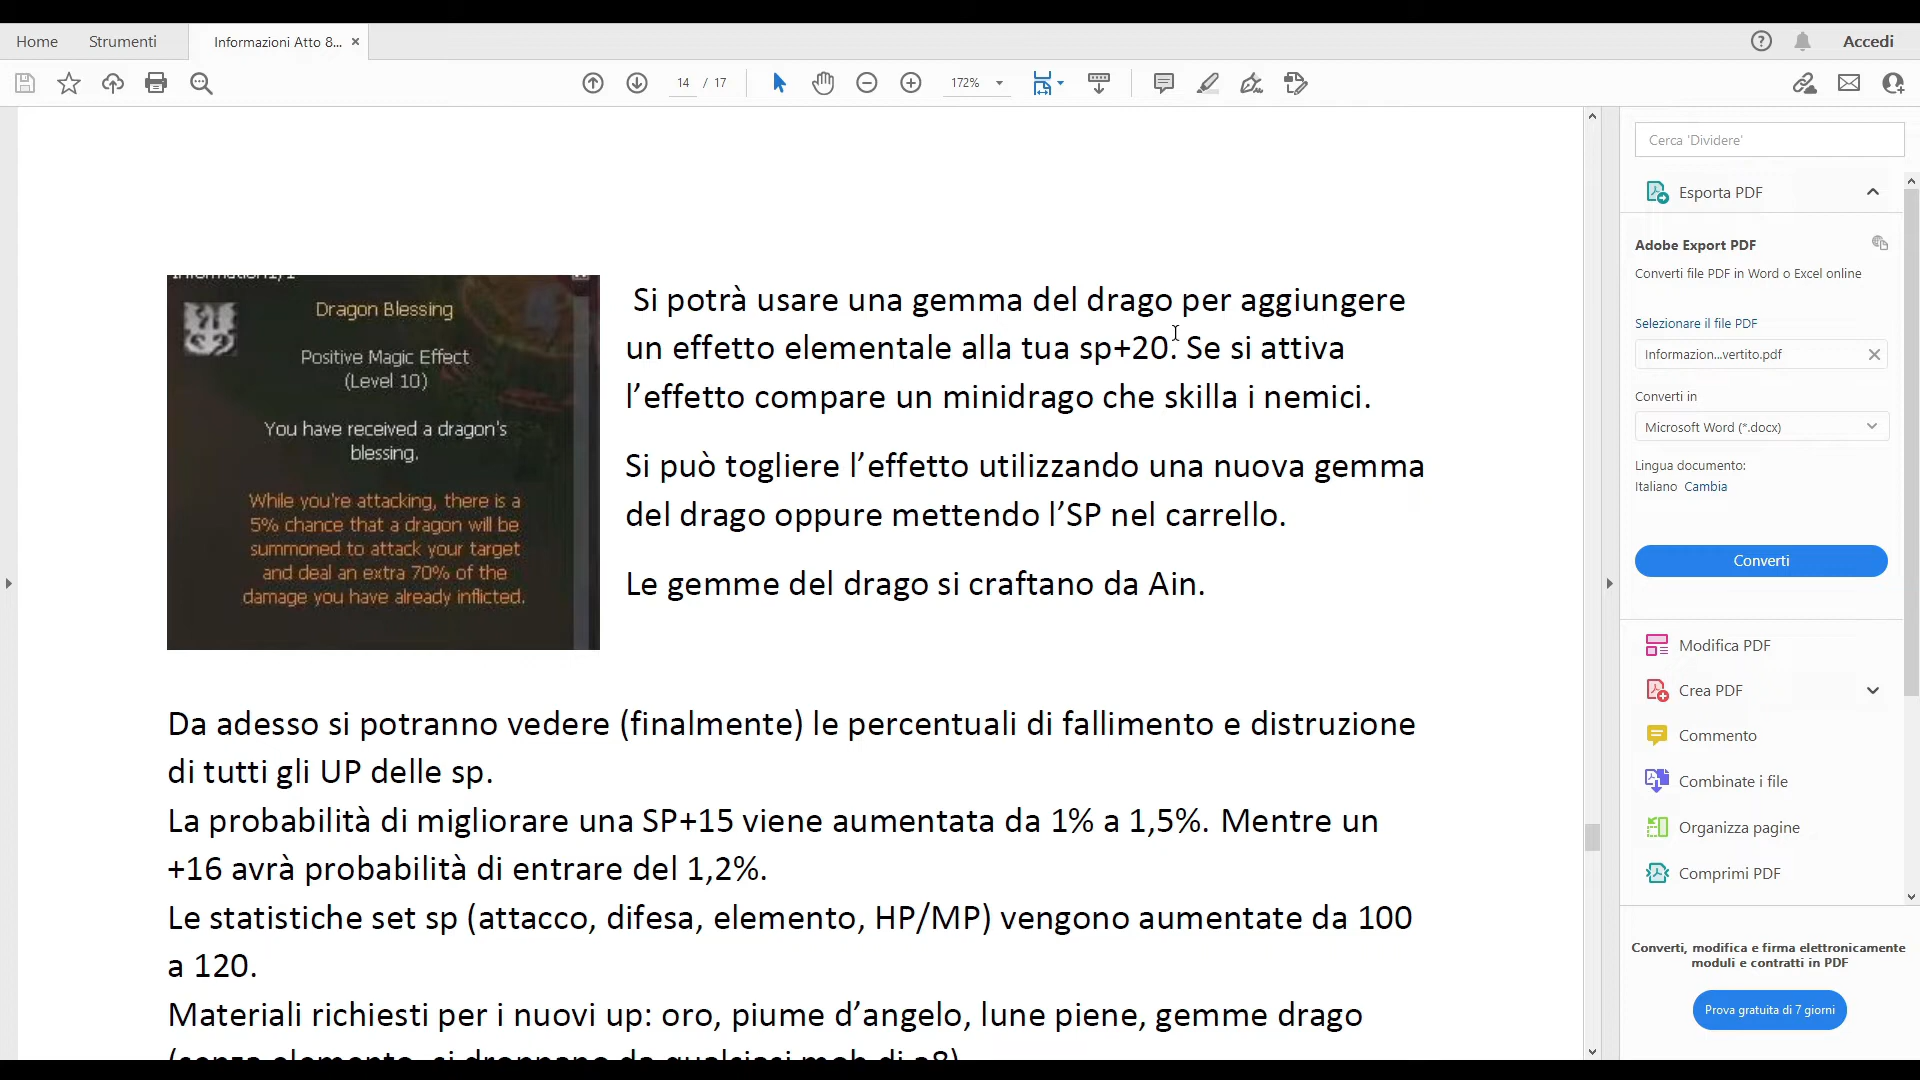 Home
Strumenti
Informazioni Atto 8...
Accedi
14 / 17
172%
Dragon Blessing
Positive Magic Effect
(Level 10)
You have received a dragon's
blessing.
While you're attacking, there is a
5% chance that a dragon will be
summoned to attack your target
and deal an extra 70% of the
damage you have already inflicted.
Si potrà usare una gemma del drago per aggiungere
un effetto elementale alla tua sp+20. Se si attiva
l’effetto compare un minidrago che skilla i nemici.
Si può togliere l’effetto utilizzando una nuova gemma
del drago oppure mettendo l’SP nel carrello.
Le gemme del drago si craftano da Ain.
Da adesso si potranno vedere (finalmente) le percentuali di fallimento e distruzione
di tutti gli UP delle sp.
La probabilità di migliorare una SP+15 viene aumentata da 1% a 1,5%. Mentre un
+16 avrà probabilità di entrare del 1,2%.
Le statistiche set sp (attacco, difesa, elemento, HP/MP) vengono aumentate da 100
a 120.
Materiali richiesti per i nuovi up: oro, piume d’angelo, lune piene, gemme drago
(senza elemento, si droppano da qualsiasi mob di a8)
Cerca 'Dividere'
Esporta PDF
Adobe Export PDF
Converti file PDF in Word o Excel online
Selezionare il file PDF
Informazion...vertito.pdf
Converti in
Microsoft Word (*.docx)
Lingua documento:
Italiano Cambia
Converti
Modifica PDF
Crea PDF
Commento
Combinate i file
Organizza pagine
Comprimi PDF
Converti, modifica e firma elettronicamente
moduli e contratti in PDF
Prova gratuita di 7 giorni